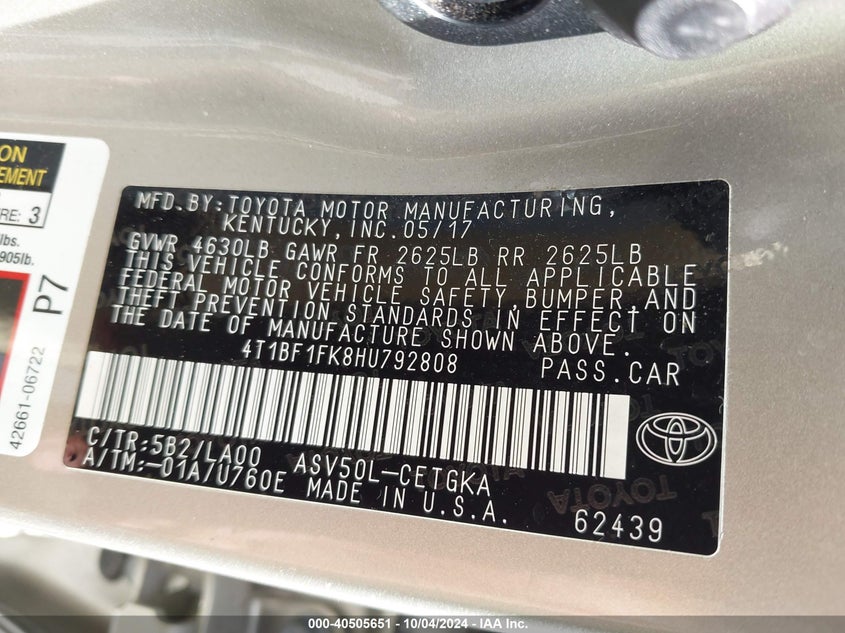 ON
EMENT
RE: 3
lbs.
905lb.
P7
42661-06722
MFD.BY:TOYOTA MOTOR MANUFACTURING,
KENTUCKY,INC.05/17
GVWR 4630LB GAWR FR 2625LB RR 2625LB
THIS VEHICLE CONFORMS TO ALL APPLICABLE
FEDERAL MOTOR VEHICLE SAFETY,BUMPER,AND
THEFT PREVENTION STANDARDS IN EFFECT ON
THE DATE OF MANUFACTURE SHOWN ABOVE.
4T1BF1FK8HU792808 PASS.CAR
C/TR:5B2/LA00 ASV50L-CETGKA
A/TM:-01A/U760E MADE IN U.S.A. 62439
TOYOTA
000-40505651 - 10/04/2024 - IAA Inc.